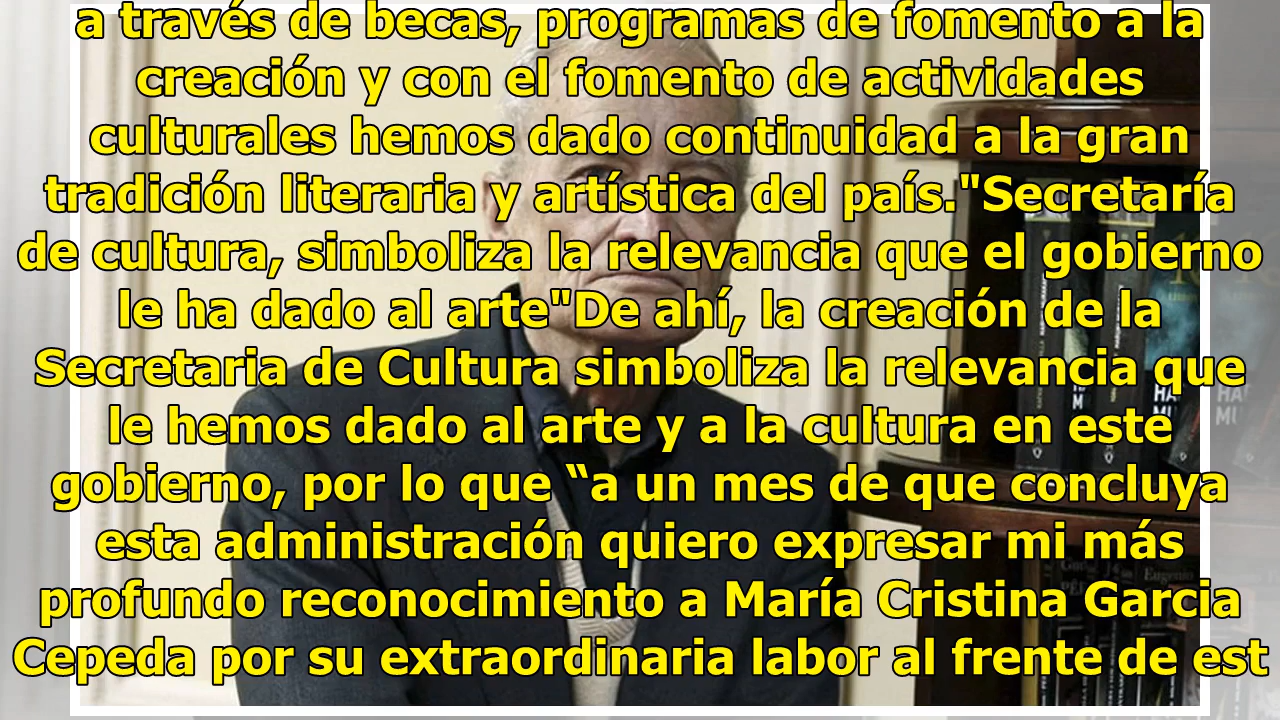 a través de becas, programas de fomento a la
creación y con el fomento de actividades
culturales hemos dado continuidad a la gran
tradición literaria y artística del país."Secretaría
de cultura, simboliza la relevancia que el gobierno
le ha dado al arte"De ahí, la creación de la
Secretaria de Cultura simboliza la relevancia que
le hemos dado al arte y a la cultura en este
gobierno, por lo que “a un mes de que concluya
esta administración quiero expresar mi más
profundo reconocimiento a María Cristina Garcia
Cepeda por su extraordinaria labor al frente de est